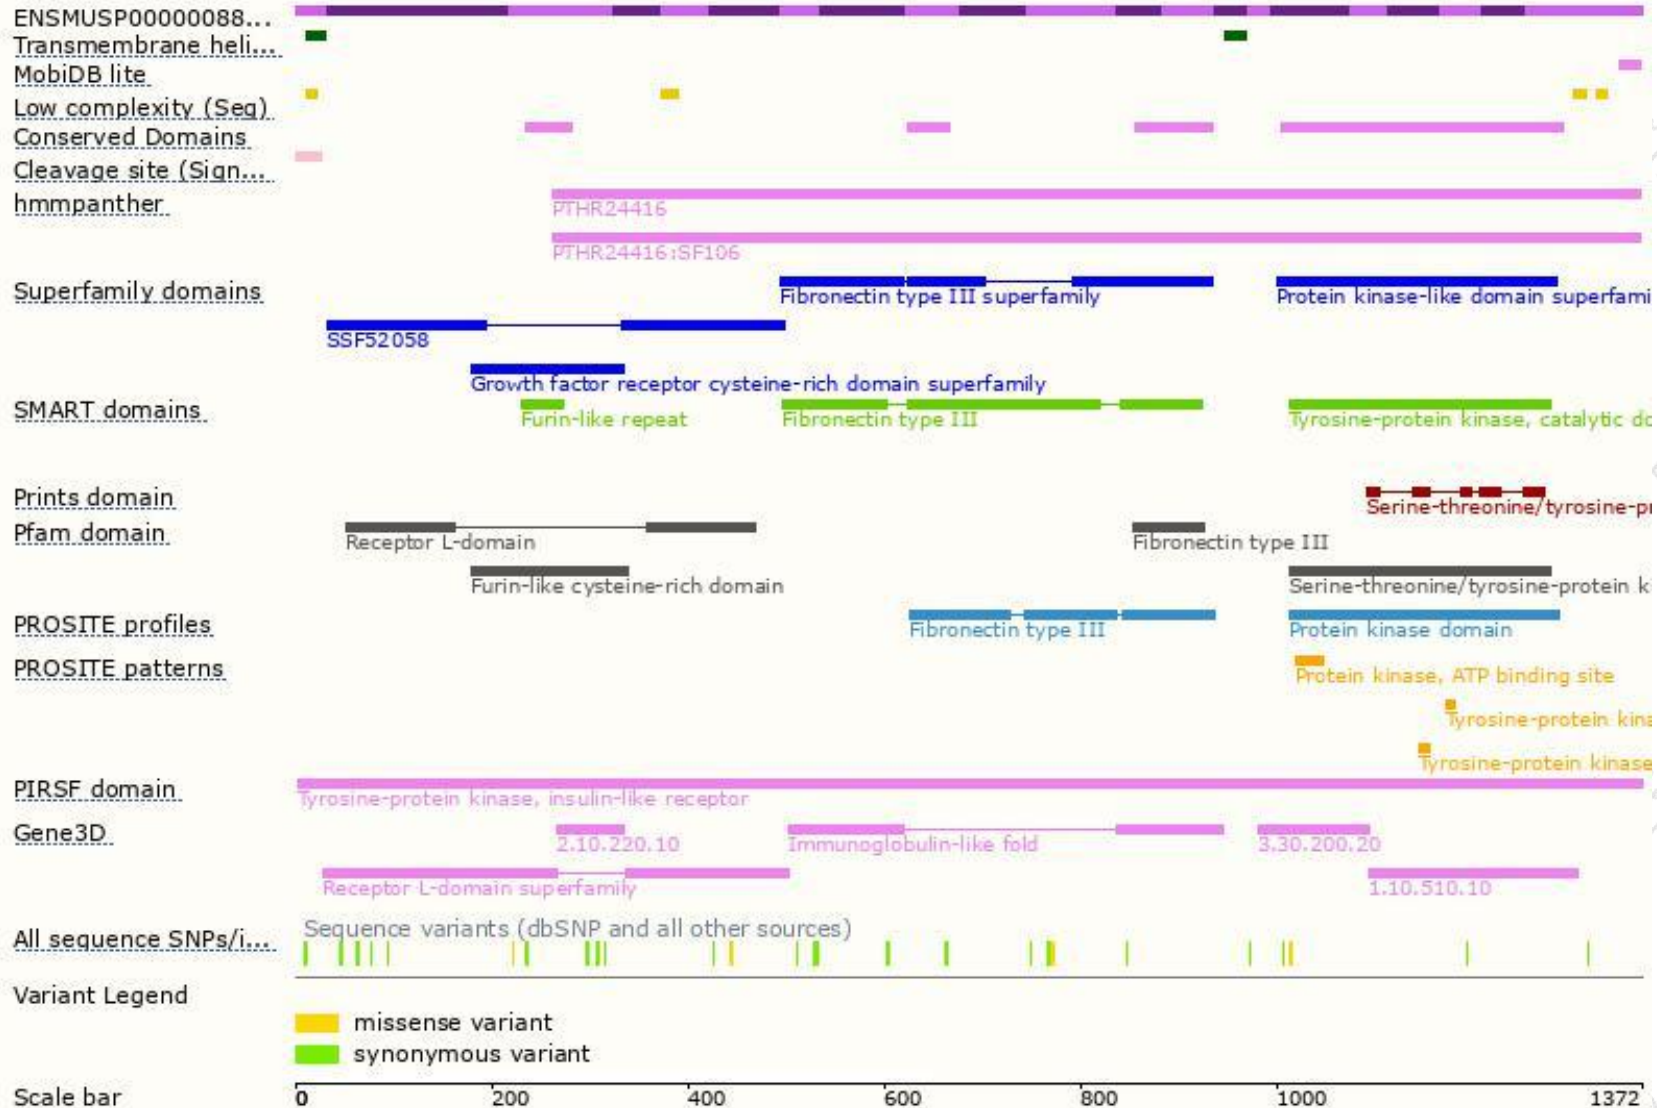 ENSMUSP00000088...
Transmembrane heli...
MobiDB lite
Low complexity (Seg)
Conserved Domains
Cleavage site (Sign...
hmmpanther
PTHR24416
PTHR24416:SF106
Superfamily domains
Fibronectin type III superfamily
Protein kinase-like domain superfami
SSF52058
Growth factor receptor cysteine-rich domain superfamily
SMART domains
Furin-like repeat
Fibronectin type III
Tyrosine-protein kinase, catalytic do
Prints domain
Serine-threonine/tyrosine-pr
Pfam domain
Receptor L-domain
Fibronectin type III
Furin-like cysteine-rich domain
Serine-threonine/tyrosine-protein k
PROSITE profiles
Fibronectin type III
Protein kinase domain
PROSITE patterns
Protein kinase, ATP binding site
Tyrosine-protein kina
Tyrosine-protein kinase
PIRSF domain
Tyrosine-protein kinase, insulin-like receptor
Gene3D
2.10.220.10
Immunoglobulin-like fold
3.30.200.20
Receptor L-domain superfamily
1.10.510.10
Sequence variants (dbSNP and all other sources)
All sequence SNPs/i...
Variant Legend
missense variant
synonymous variant
Scale bar
0 200 400 600 800 1000 1372